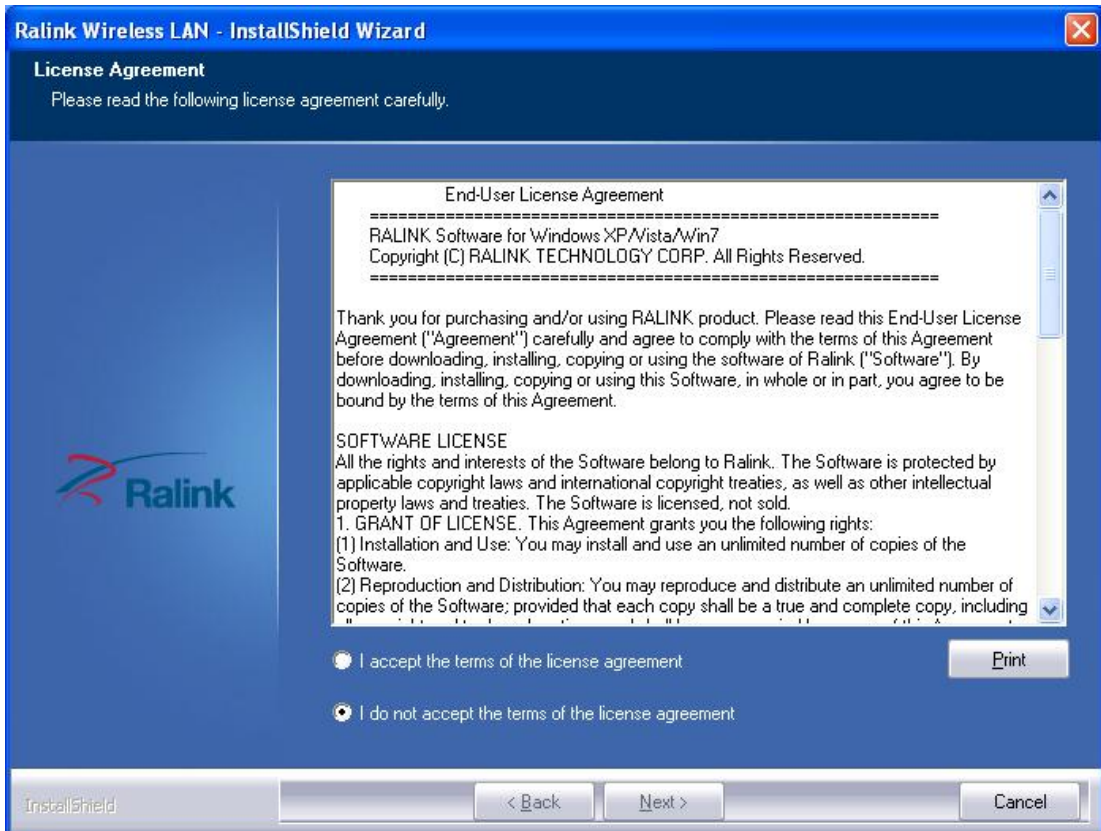 Ralink Wireless LAN - InstallShield Wizard
License Agreement
Please read the following license agreement carefully.
End-User License Agreement
===========================================================
RALINK Software for Windows XP/Vista/Win7
Copyright (C) RALINK TECHNOLOGY CORP. All Rights Reserved.
===========================================================
Thank you for purchasing and/or using RALINK product. Please read this End-User License
Agreement ("Agreement") carefully and agree to comply with the terms of this Agreement
before downloading, installing, copying or using the software of Ralink ("Software"). By
downloading, installing, copying or using this Software, in whole or in part, you agree to be
bound by the terms of this Agreement.
SOFTWARE LICENSE
All the rights and interests of the Software belong to Ralink. The Software is protected by
applicable copyright laws and international copyright treaties, as well as other intellectual
property laws and treaties. The Software is licensed, not sold.
1. GRANT OF LICENSE. This Agreement grants you the following rights:
(1) Installation and Use: You may install and use an unlimited number of copies of the
Software.
(2) Reproduction and Distribution: You may reproduce and distribute an unlimited number of
copies of the Software; provided that each copy shall be a true and complete copy, including
Ralink
I accept the terms of the license agreement
Print
I do not accept the terms of the license agreement
InstallShield
< Back
Next >
Cancel